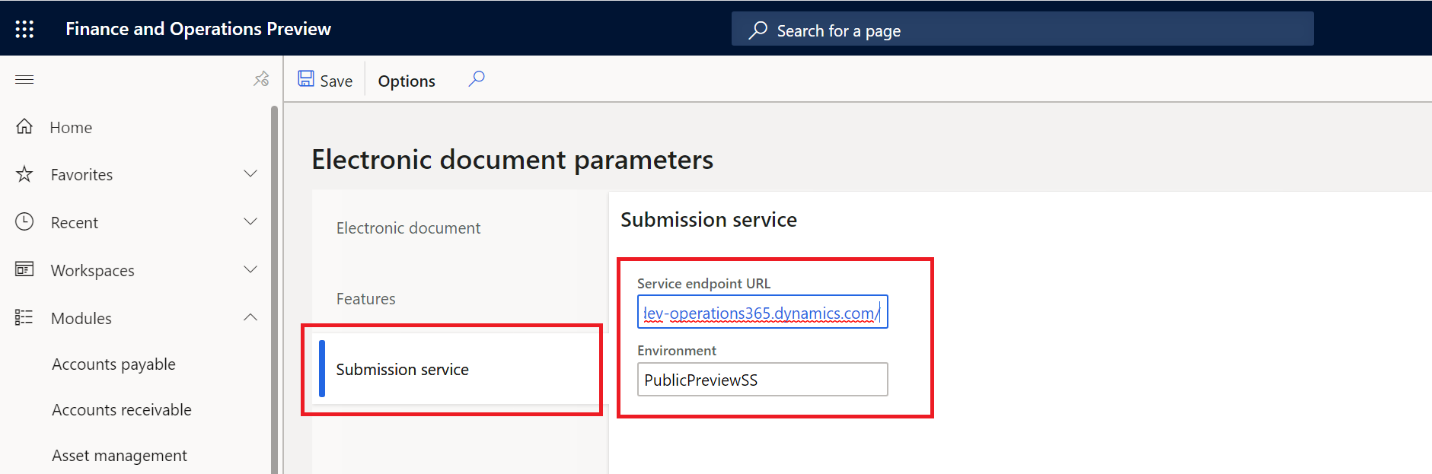 Finance and Operations Preview
Search for a page
Save
Options
Home
Favorites
Recent
Workspaces
Modules
Accounts payable
Accounts receivable
Asset management
Electronic document parameters
Electronic document
Features
Submission service
Submission service
Service endpoint URL
dev-operations365.dynamics.com/
Environment
PublicPreviewSS